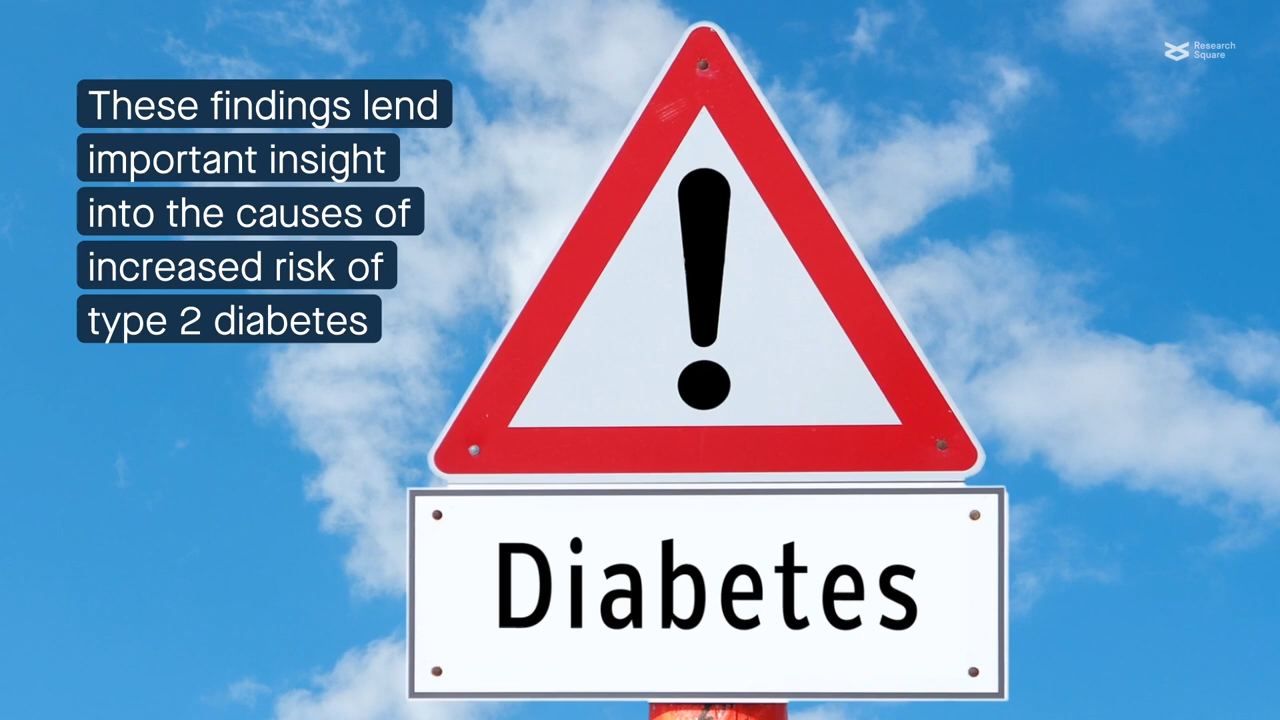 These findings lend
important insight
into the causes of
increased risk of
type 2 diabetes
Research
Square
!
Diabetes